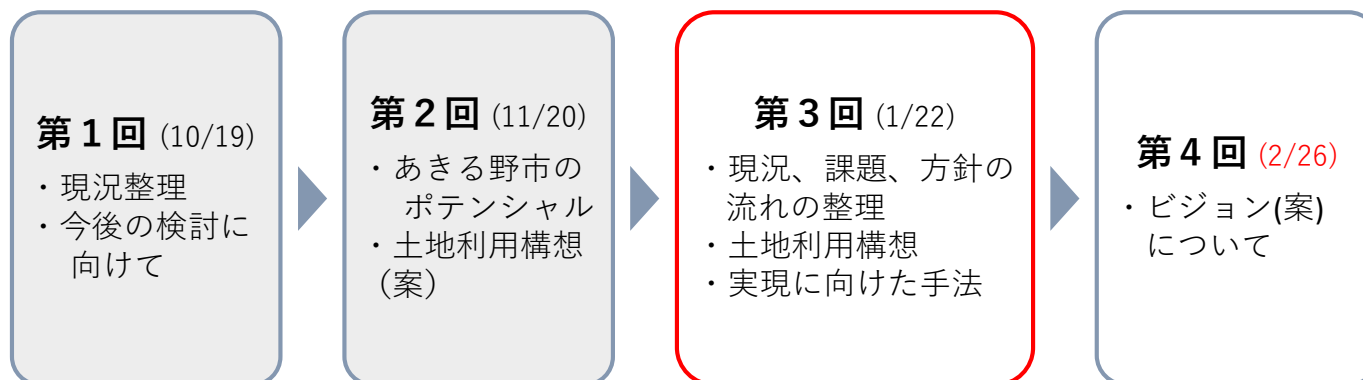 第１回 (10/19)
・現況整理
・今後の検討に
向けて
第２回 (11/20)
・あきる野市の
ポテンシャル
・土地利用構想
(案)
第３回 (1/22)
・現況、課題、方針の
流れの整理
・土地利用構想
・実現に向けた手法
第４回 (2/26)
・ビジョン(案)
について